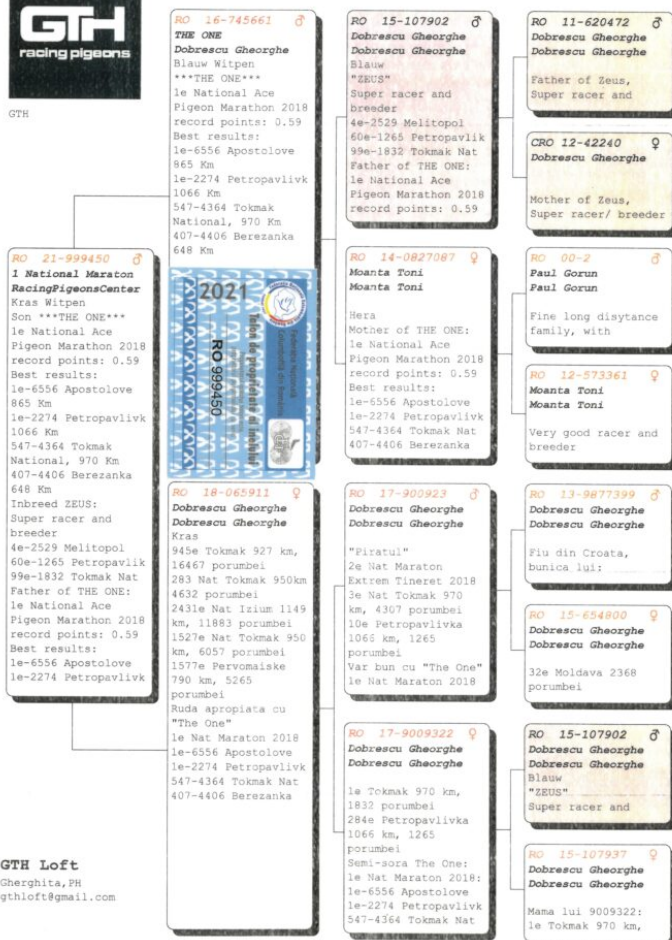 GTH
racing pigeons
GTH
RO 21-999450 ♂
1 National Maraton
RacingPigeonsCenter
Kras Witpen
Son ***THE ONE***
1e National Ace
Pigeon Marathon 2018
record points: 0.59
Best results:
1e-6556 Apostolove
865 Km
1e-2274 Petropavlivk
1066 Km
547-4364 Tokmak
National, 970 Km
407-4406 Berezanka
648 Km
Inbreed ZEUS:
Super racer and
breeder
4e-2529 Melitopol
60e-1265 Petropavlik
99e-1832 Tokmak Nat
Father of THE ONE:
1e National Ace
Pigeon Marathon 2018
record points: 0.59
Best results:
1e-6556 Apostolove
1e-2274 Petropavlivk
GTH Loft
Gherghita,PH
gthloft@gmail.com
RO 16-745661 ♂
THE ONE
Dobrescu Gheorghe
Blauw Witpen
***THE ONE***
1e National Ace
Pigeon Marathon 2018
record points: 0.59
Best results:
1e-6556 Apostolove
865 Km
1e-2274 Petropavlivk
1066 Km
547-4364 Tokmak
National, 970 Km
407-4406 Berezanka
648 Km
2021
Federația Națională
Columbofilă din România
Talon de proprietate al inelului
RO 999450
RO 18-065911 ♀
Dobrescu Gheorghe
Dobrescu Gheorghe
Kras
945e Tokmak 927 km,
16467 porumbei
283 Nat Tokmak 950km
4632 porumbei
2431e Nat Izium 1149
km, 11883 porumbei
1527e Nat Tokmak 950
km, 6057 porumbei
1577e Pervomaiske
790 km, 5265
porumbei
Ruda apropiata cu
"The One"
1e Nat Maraton 2018
1e-6556 Apostolove
1e-2274 Petropavlivk
547-4364 Tokmak Nat
407-4406 Berezanka
RO 15-107902 ♂
Dobrescu Gheorghe
Dobrescu Gheorghe
Blauw
"ZEUS"
Super racer and
breeder
4e-2529 Melitopol
60e-1265 Petropavlik
99e-1832 Tokmak Nat
Father of THE ONE:
1e National Ace
Pigeon Marathon 2018
record points: 0.59
RO 14-0827087 ♀
Moanta Toni
Moanta Toni
Hera
Mother of THE ONE:
1e National Ace
Pigeon Marathon 2018
record points: 0.59
Best results:
1e-6556 Apostolove
1e-2274 Petropavlivk
547-4364 Tokmak Nat
407-4406 Berezanka
RO 17-900923 ♂
Dobrescu Gheorghe
Dobrescu Gheorghe
"Piratul"
2e Nat Maraton
Extrem Tineret 2018
3e Nat Tokmak 970
km, 4307 porumbei
10e Petropavlivka
1066 km, 1265
porumbei
Var bun cu "The One"
1e Nat Maraton 2018
RO 17-9009322 ♀
Dobrescu Gheorghe
Dobrescu Gheorghe
1e Tokmak 970 km,
1832 porumbei
284e Petropavlivka
1066 km, 1265
porumbei
Semi-sora The One:
1e Nat Maraton 2018:
1e-6556 Apostolove
1e-2274 Petropavlivk
547-4364 Tokmak Nat
RO 11-620472 ♂
Dobrescu Gheorghe
Dobrescu Gheorghe
Father of Zeus,
Super racer and
CRO 12-42240 ♀
Dobrescu Gheorghe
Mother of Zeus,
Super racer/ breeder
RO 00-2 ♂
Paul Gorun
Paul Gorun
Fine long disytance
family, with
RO 12-573361 ♀
Moanta Toni
Moanta Toni
Very good racer and
breeder
RO 13-9877399 ♂
Dobrescu Gheorghe
Dobrescu Gheorghe
Fiu din Croata,
bunica lui:
RO 15-654800 ♀
Dobrescu Gheorghe
Dobrescu Gheorghe
32e Moldava 2368
porumbei
RO 15-107902 ♂
Dobrescu Gheorghe
Dobrescu Gheorghe
Blauw
"ZEUS"
Super racer and
RO 15-107937 ♀
Dobrescu Gheorghe
Dobrescu Gheorghe
Mama lui 9009322:
1e Tokmak 970 km,